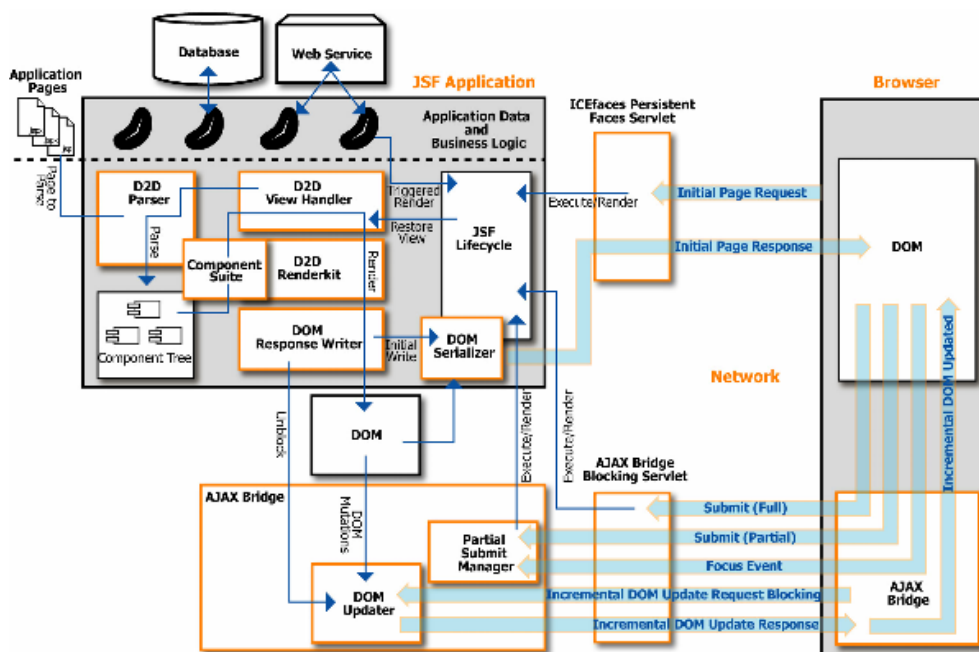 Database
Web Service
Application
Pages
JSF Application
Browser
ICEfaces Persistent
Faces Servlet
Application Data
and
Business Logic
Page to
Parse
D2D
Parser
D2D
View Handler
Triggered
Render
Execute/Render
Initial Page Request
Restore
View
JSF
Lifecycle
Initial Page Response
DOM
Parse
Component
Suite
D2D
Renderkit
Render
DOM
Response Writer
Initial
Write
DOM
Serializer
Component Tree
Network
Incremental DOM Updated
Unblock
DOM
Execute/Render
Execute/Render
AJAX Bridge
Blocking Servlet
AJAX Bridge
DOM
Mutations
Submit (Full)
Partial
Submit
Manager
Submit (Partial)
Focus Event
DOM
Updater
Incremental DOM Update Request Blocking
Incremental DOM Update Response
AJAX
Bridge